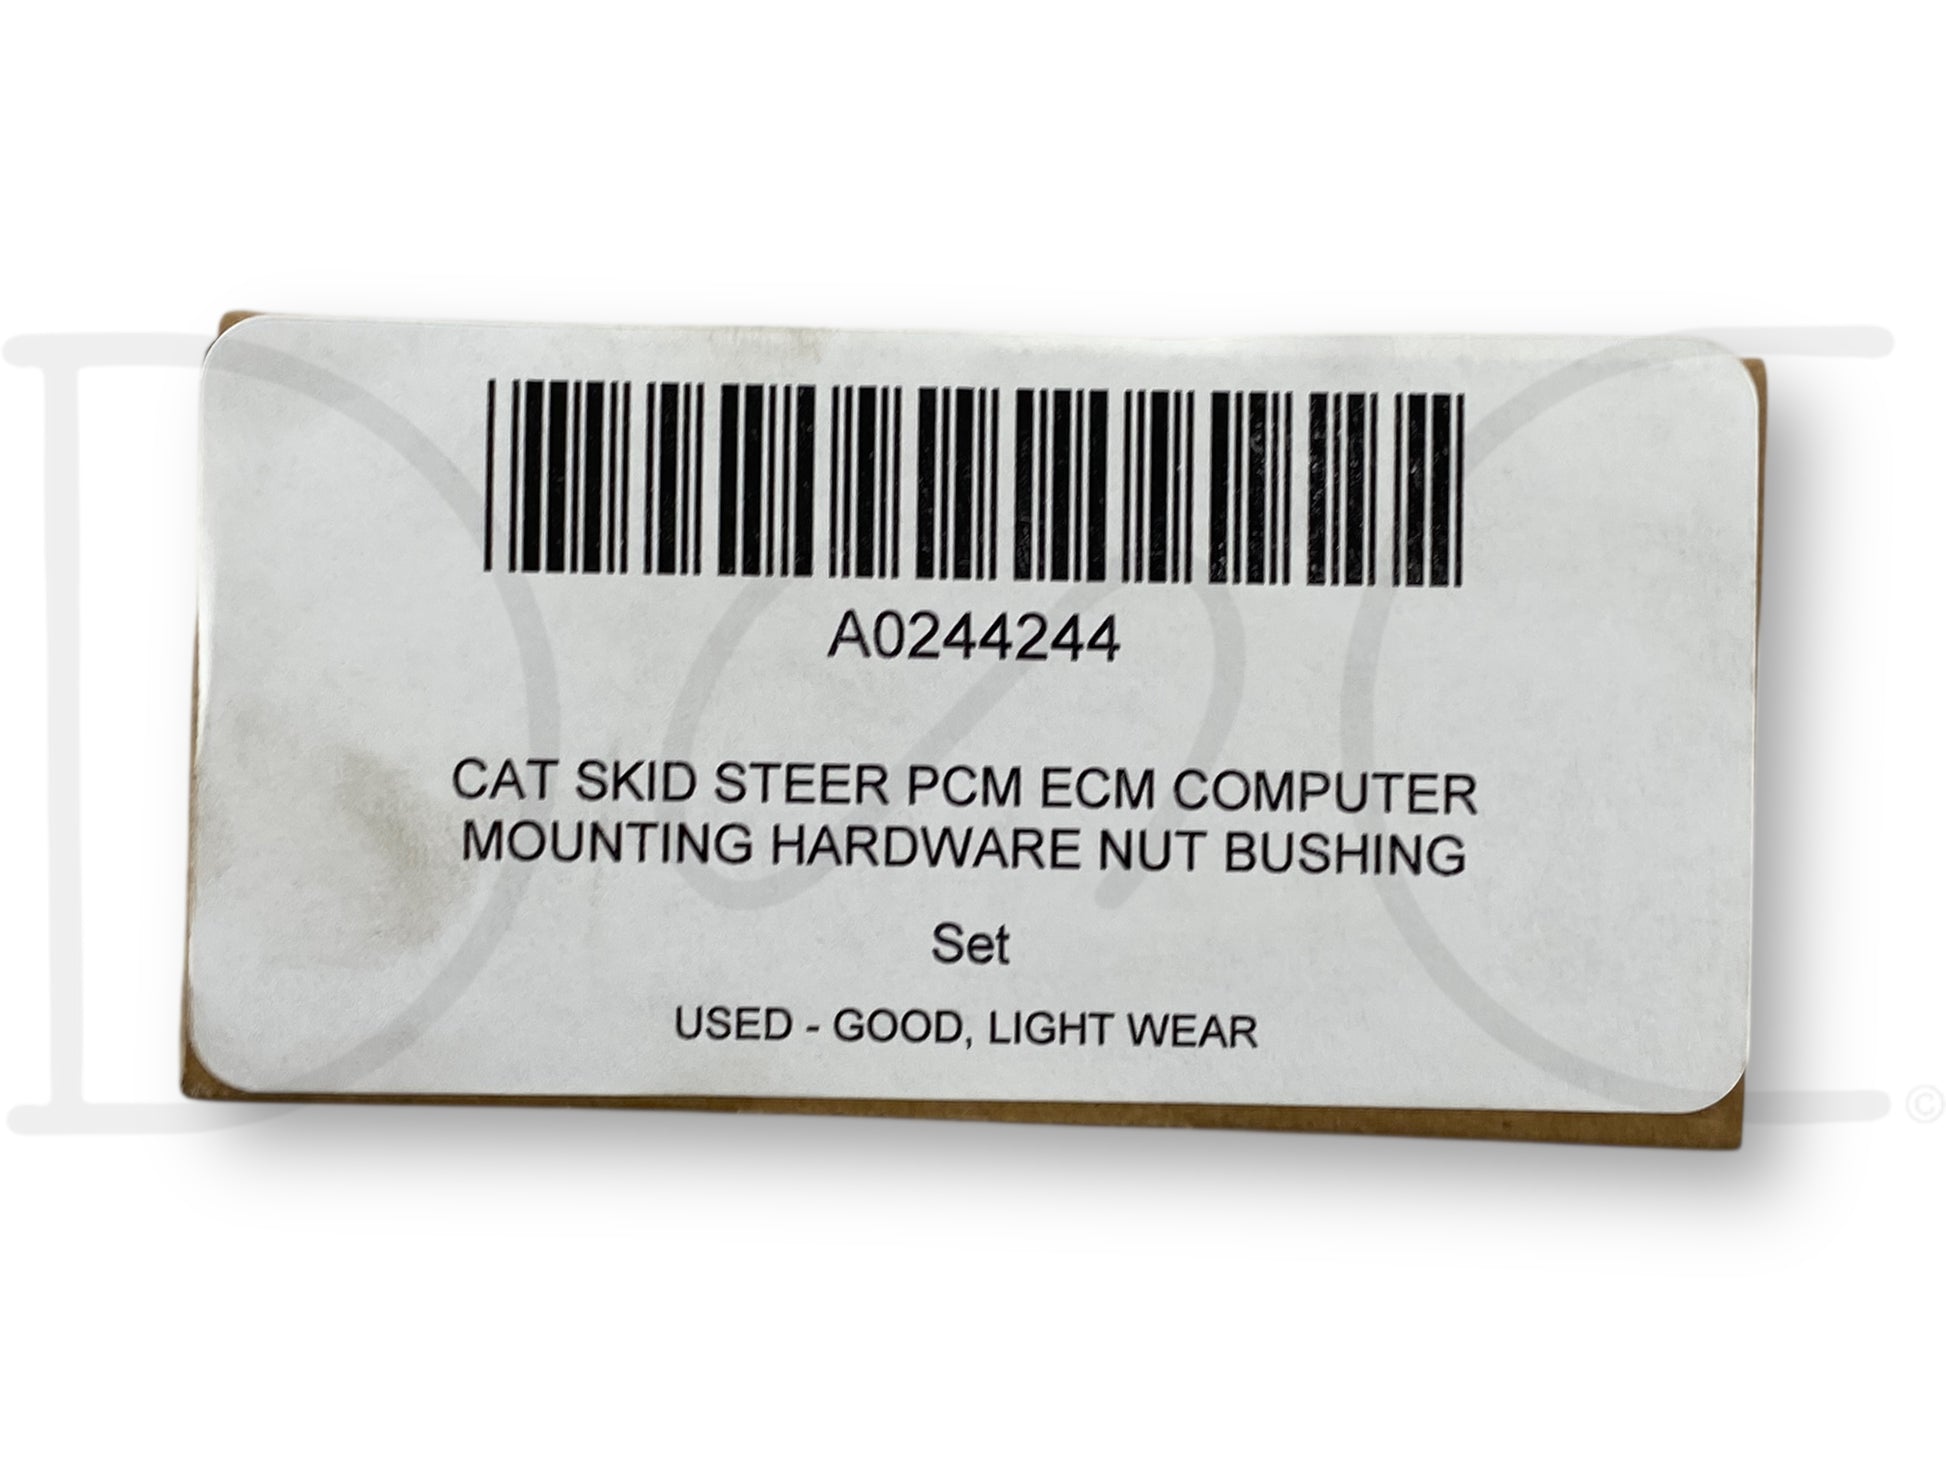 A0244244
CAT SKID STEER PCM ECM COMPUTER
MOUNTING HARDWARE NUT BUSHING
Set
USED - GOOD, LIGHT WEAR
©